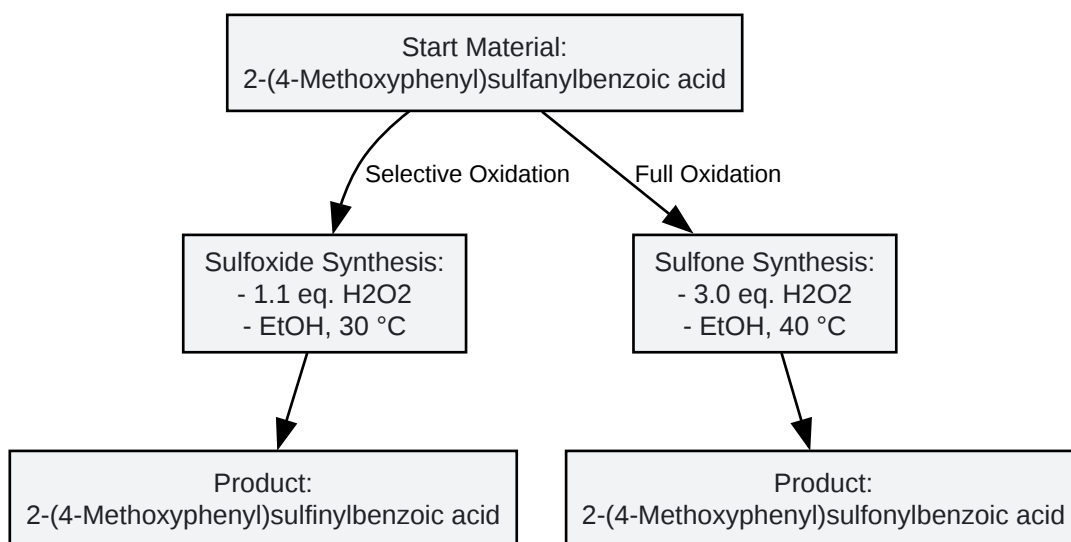 Start Material:
2-(4-Methoxyphenyl)sulfanylbenzoic acid
Selective Oxidation
Full Oxidation
Sulfoxide Synthesis:
- 1.1 eq. H2O2
- EtOH, 30 °C
Sulfone Synthesis:
- 3.0 eq. H2O2
- EtOH, 40 °C
Product:
2-(4-Methoxyphenyl)sulfinylbenzoic acid
Product:
2-(4-Methoxyphenyl)sulfonylbenzoic acid